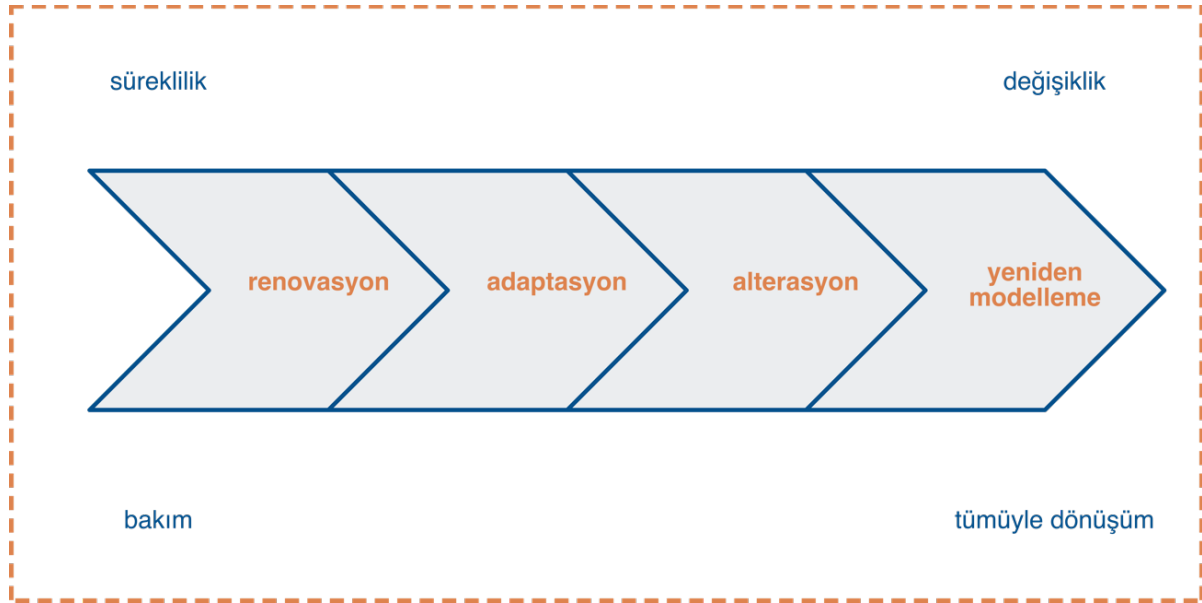 süreklilik
değişiklik
renovasyon
adaptasyon
alterasyon
yeniden
modelleme
bakım
tümüyle dönüşüm